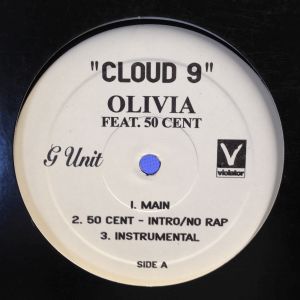 "CLOUD 9"
OLIVIA
FEAT. 50 CENT
G Unit
V
violator
1. MAIN
2. 50 CENT - INTRO/NO RAP
3. INSTRUMENTAL
SIDE A